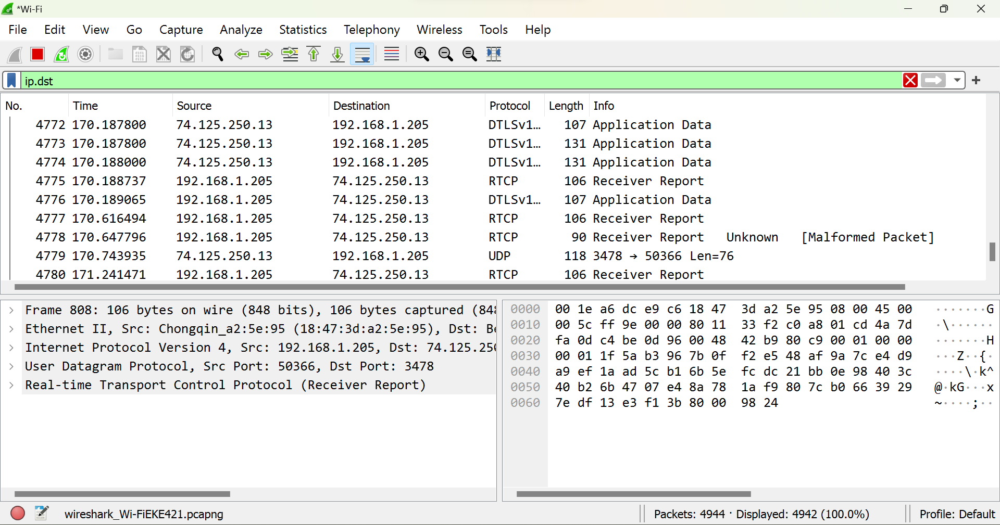 *Wi-Fi
File Edit View Go Capture Analyze Statistics Telephony Wireless Tools Help
ip.dst
No. Time Source Destination Protocol Length Info
4772 170.187800 74.125.250.13 192.168.1.205 DTLSv1… 107 Application Data
4773 170.187800 74.125.250.13 192.168.1.205 DTLSv1… 131 Application Data
4774 170.188000 74.125.250.13 192.168.1.205 DTLSv1… 131 Application Data
4775 170.188737 192.168.1.205 74.125.250.13 RTCP 106 Receiver Report
4776 170.189065 192.168.1.205 74.125.250.13 DTLSv1… 107 Application Data
4777 170.616494 192.168.1.205 74.125.250.13 RTCP 106 Receiver Report
4778 170.647796 192.168.1.205 74.125.250.13 RTCP 90 Receiver Report Unknown [Malformed Packet]
4779 170.743935 74.125.250.13 192.168.1.205 UDP 118 3478 → 50366 Len=76
4780 171.241471 192.168.1.205 74.125.250.13 RTCP 106 Receiver Report
Frame 808: 106 bytes on wire (848 bits), 106 bytes captured (848
Ethernet II, Src: Chongqin_a2:5e:95 (18:47:3d:a2:5e:95), Dst: Be
Internet Protocol Version 4, Src: 192.168.1.205, Dst: 74.125.250
User Datagram Protocol, Src Port: 50366, Dst Port: 3478
Real-time Transport Control Protocol (Receiver Report)
0000 00 1e a6 dc e9 c6 18 47 3d a2 5e 95 08 00 45 00 ·······G
0010 00 5c ff 9e 00 00 80 11 33 f2 c0 a8 01 cd 4a 7d ·\······
0020 fa 0d c4 be 0d 96 00 48 42 b9 80 c9 00 01 00 00 ·······H
0030 00 01 1f 5a b3 96 7b 0f f2 e5 48 af 9a 7c e4 d9 ···Z··{·
0040 a9 ef 1a ad 5c b1 6b 5e fc dc 21 bb 0e 98 40 3c ····\·k^
0050 40 b2 6b 47 07 e4 8a 78 1a f9 80 7c b0 66 39 29 @·kG···x
0060 7e df 13 e3 f1 3b 80 00 98 24 ~····;··
wireshark_Wi-FiEKE421.pcapng Packets: 4944 · Displayed: 4942 (100.0%) Profile: Default